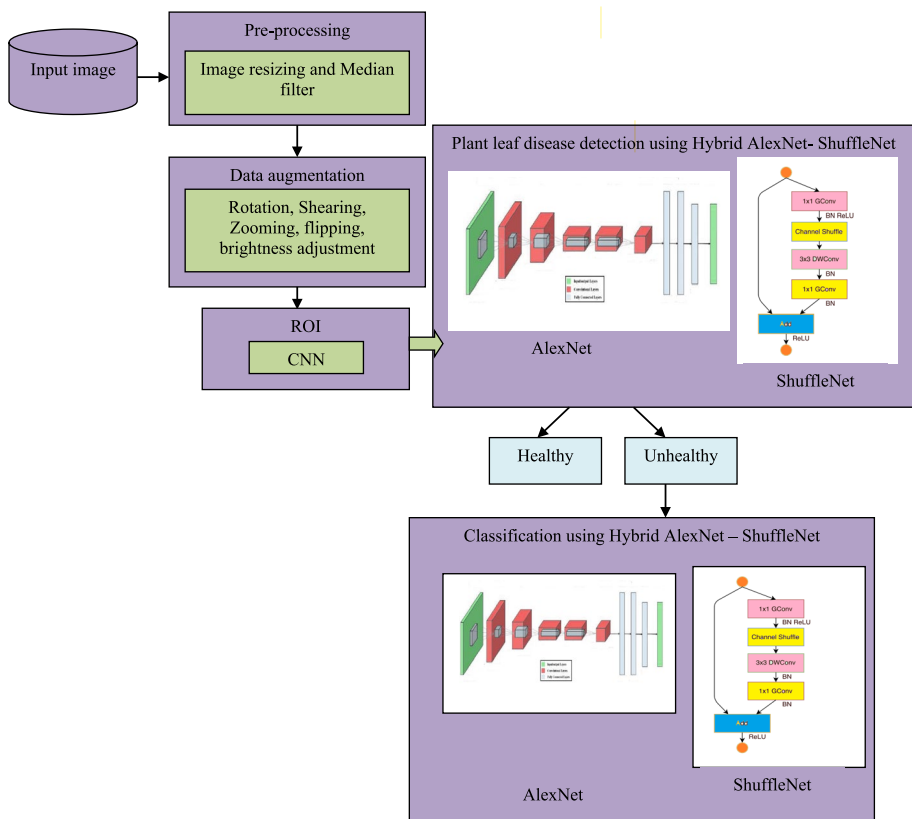 Input image
Pre-processing
Image resizing and Median
filter
Data augmentation
Rotation, Shearing,
Zooming, flipping,
brightness adjustment
ROI
CNN
Plant leaf disease detection using Hybrid AlexNet- ShuffleNet
AlexNet
1x1 GConv
BN ReLU
Channel Shuffle
3x3 DWConv
BN
1x1 GConv
BN
ReLU
ShuffleNet
Healthy
Unhealthy
Classification using Hybrid AlexNet – ShuffleNet
AlexNet
1x1 GConv
BN ReLU
Channel Shuffle
3x3 DWConv
BN
1x1 GConv
BN
ReLU
ShuffleNet